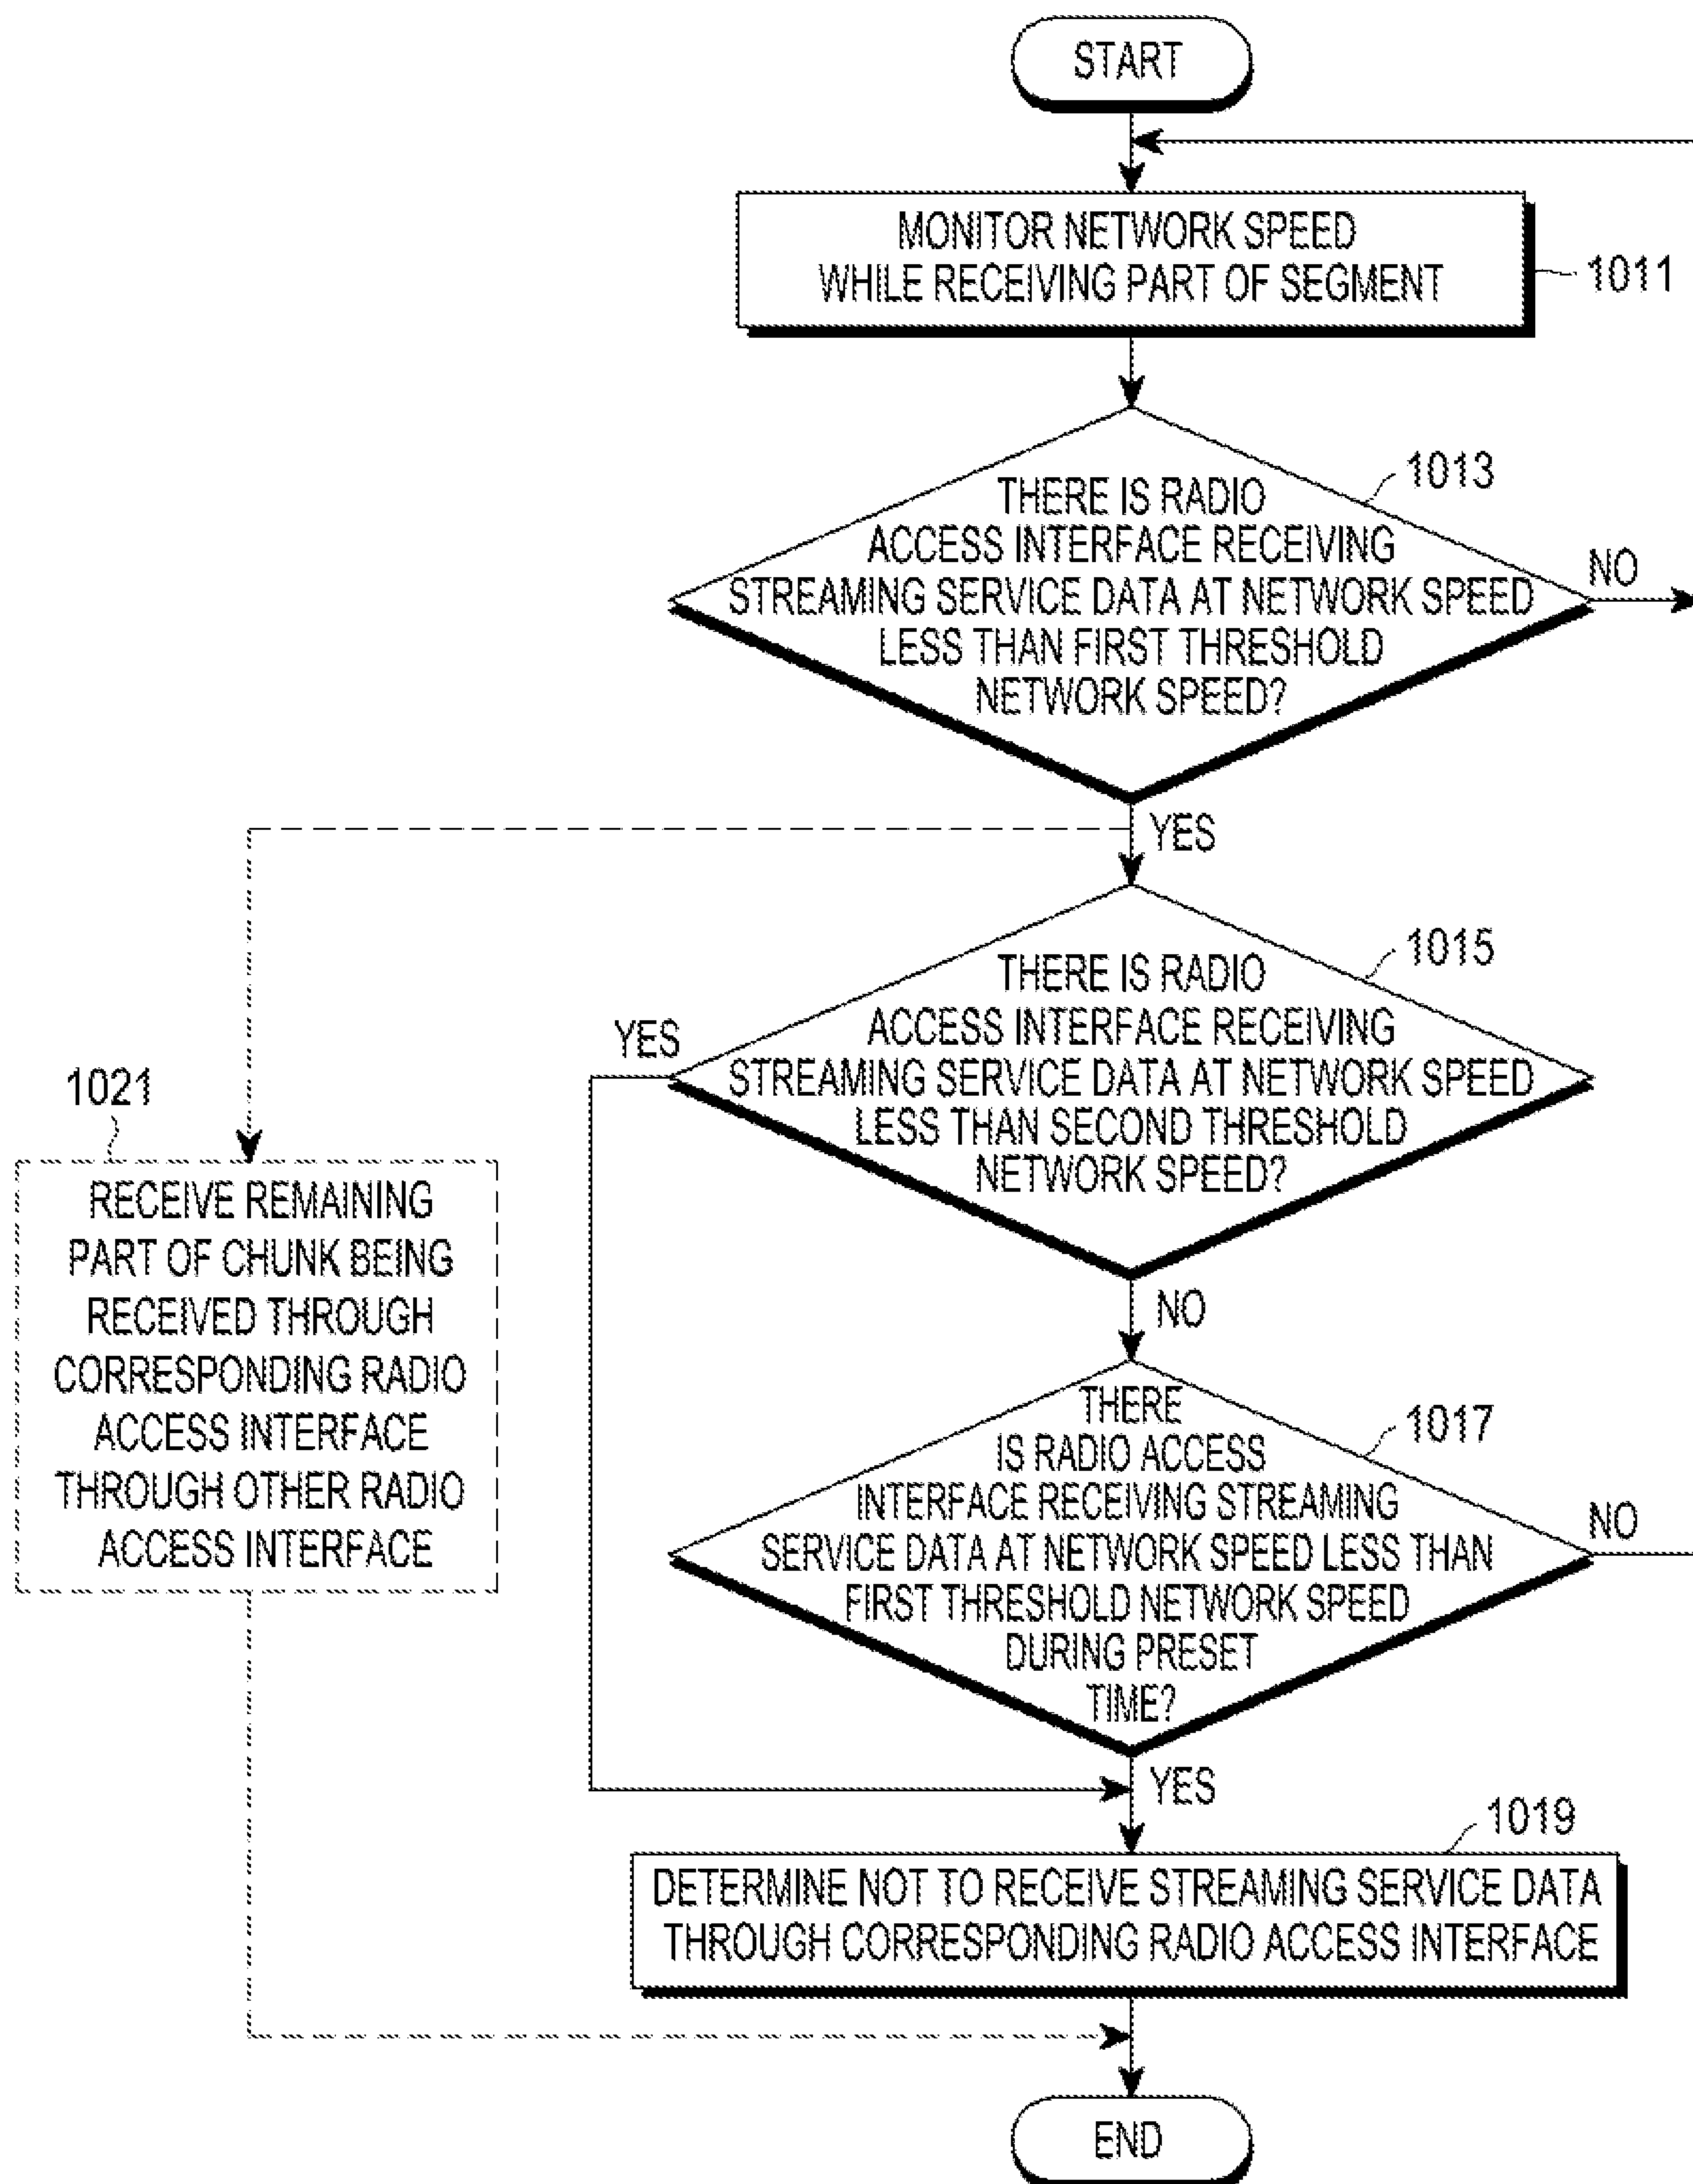 START
MONITOR NETWORK SPEED
WHILE RECEIVING PART OF SEGMENT
1011
1013
THERE IS RADIO
ACCESS INTERFACE RECEIVING
STREAMING SERVICE DATA AT NETWORK SPEED
LESS THAN FIRST THRESHOLD
NETWORK SPEED?
NO
YES
1015
THERE IS RADIO
ACCESS INTERFACE RECEIVING
STREAMING SERVICE DATA AT NETWORK SPEED
LESS THAN SECOND THRESHOLD
NETWORK SPEED?
YES
NO
1021
RECEIVE REMAINING
PART OF CHUNK BEING
RECEIVED THROUGH
CORRESPONDING RADIO
ACCESS INTERFACE
THROUGH OTHER RADIO
ACCESS INTERFACE
1017
THERE
IS RADIO ACCESS
INTERFACE RECEIVING STREAMING
SERVICE DATA AT NETWORK SPEED LESS THAN
FIRST THRESHOLD NETWORK SPEED
DURING PRESET
TIME?
NO
YES
1019
DETERMINE NOT TO RECEIVE STREAMING SERVICE DATA
THROUGH CORRESPONDING RADIO ACCESS INTERFACE
END